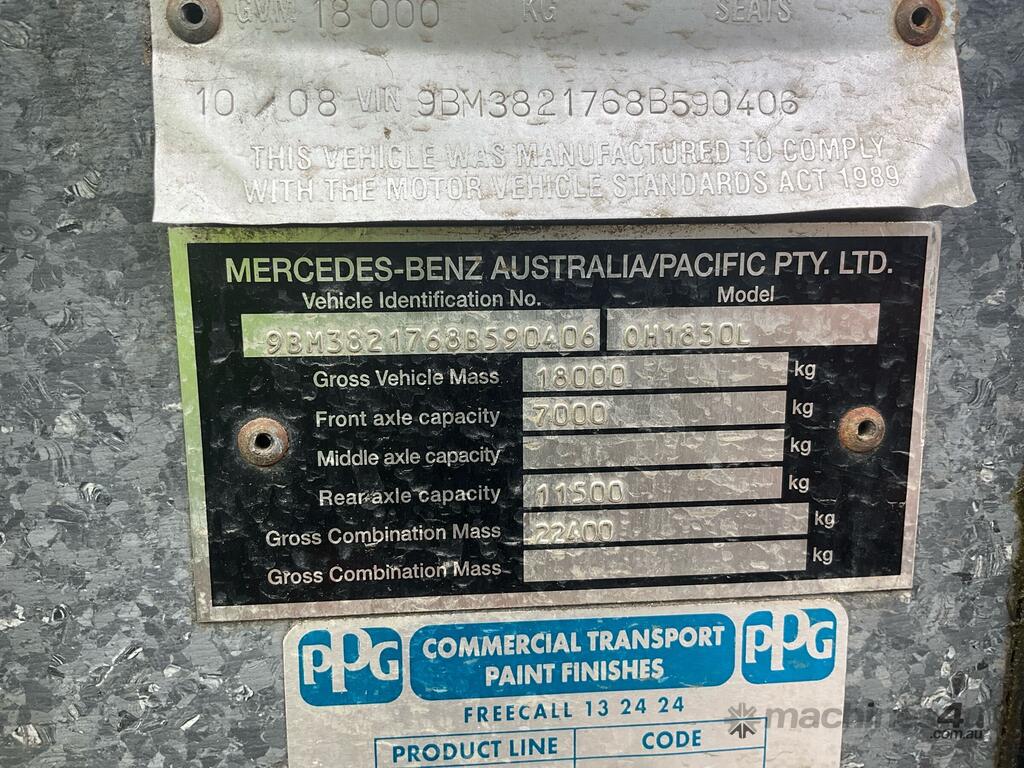 GVM 18 000 KG SEATS
10 / 08 VIN 9BM3821768B590406
THIS VEHICLE WAS MANUFACTURED TO COMPLY
WITH THE MOTOR VEHICLE STANDARDS ACT 1989
MERCEDES-BENZ AUSTRALIA/PACIFIC PTY. LTD.
Vehicle Identification No. Model
9BM3821768B590406 OH1830L
Gross Vehicle Mass 18000 kg
Front axle capacity 7000 kg
Middle axle capacity kg
Rear axle capacity 11500 kg
Gross Combination Mass 22400 kg
Gross Combination Mass kg
PPG COMMERCIAL TRANSPORT PPG
PAINT FINISHES
FREECALL 13 24 24
PRODUCT LINE CODE
machines4u
.com.au